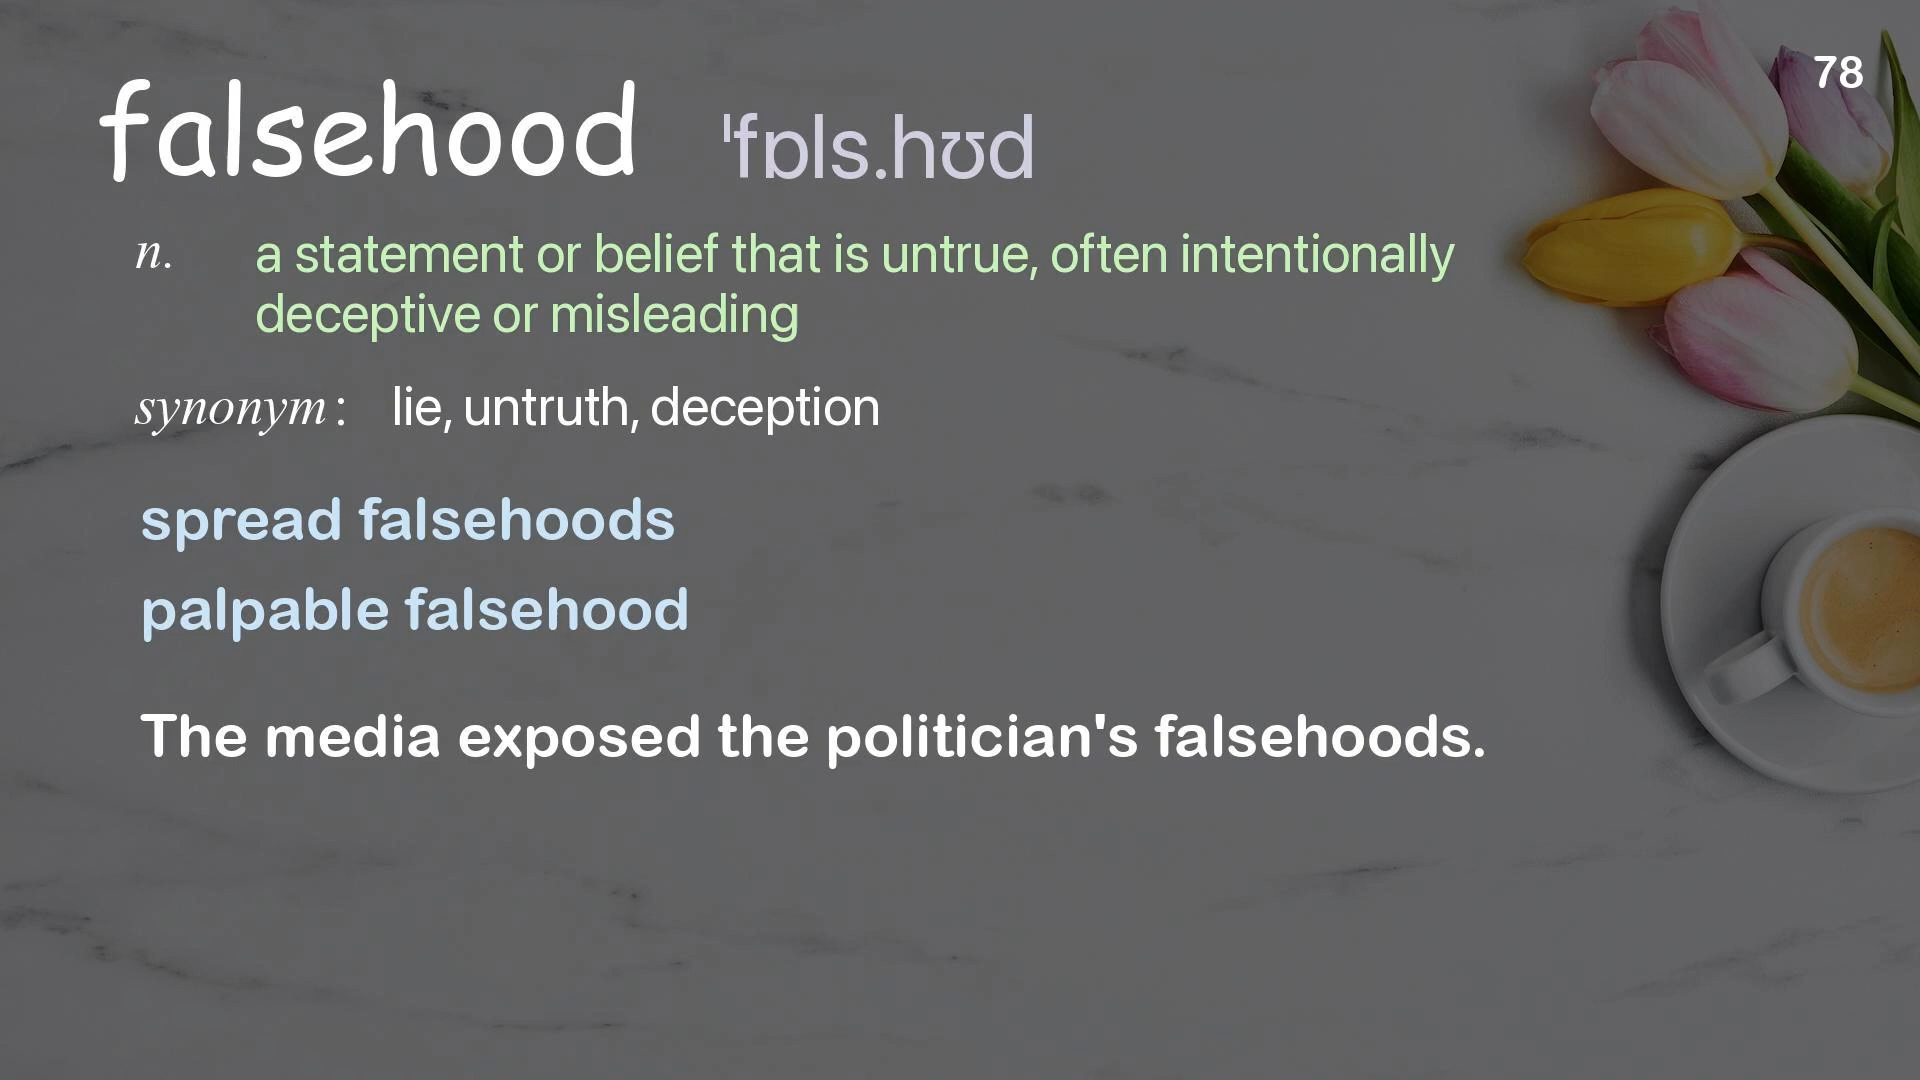 78
falsehood ˈfɒls.hʊd
n. a statement or belief that is untrue, often intentionally
deceptive or misleading
synonym: lie, untruth, deception
spread falsehoods
palpable falsehood
The media exposed the politician's falsehoods.